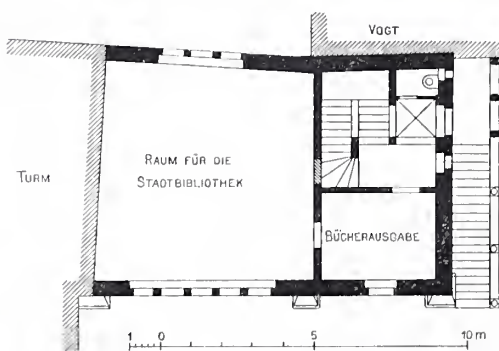 VOGT
TURM
RAUM FÜR DIE
STADTBIBLIOTHEK
BÜCHERAUSGABE
1 0 5 10 m